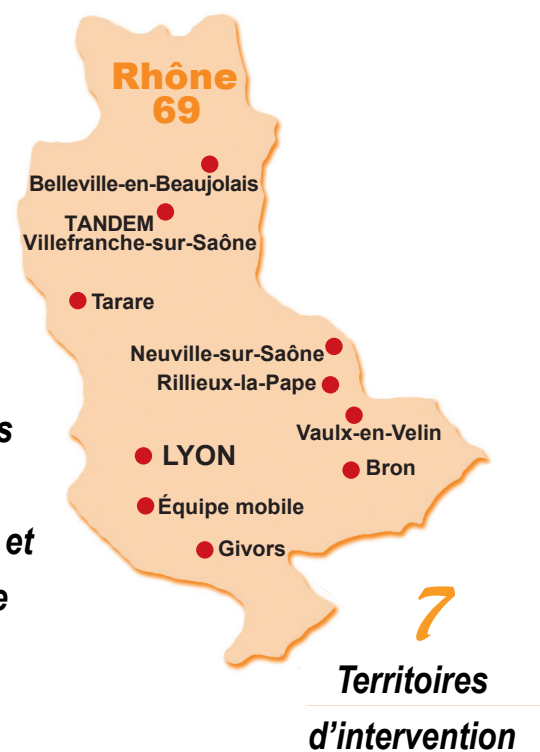 Rhône
69
Belleville-en-Beaujolais
TANDEM
Villefranche-sur-Saône
Tarare
Neuville-sur-Saône
Rillieux-la-Pape
Vaulx-en-Velin
LYON
Bron
Équipe mobile
Givors
s
et
e
7
Territoires
d'intervention